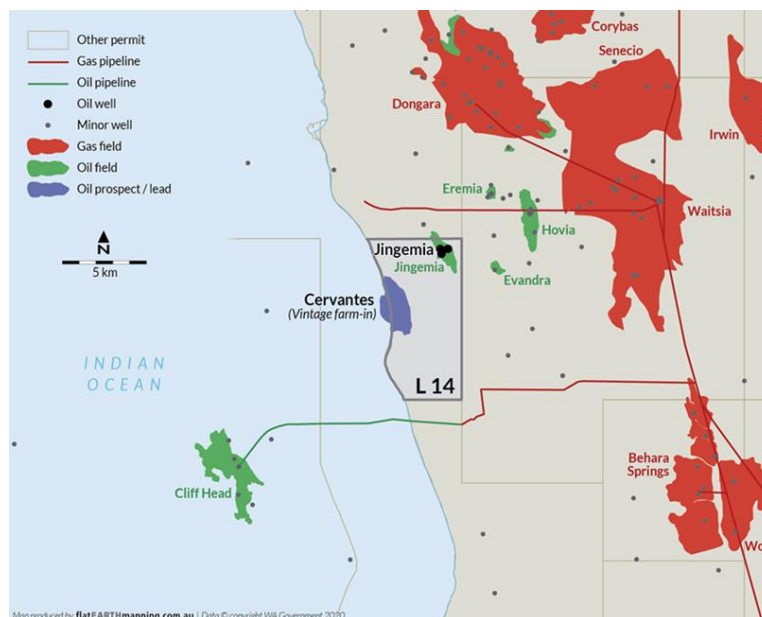 Other permit
Gas pipeline
Oil pipeline
Oil well
Minor well
Gas field
Oil field
Oil prospect / lead
N
5 km
Corybas
Senecio
Dongara
Irwin
Eremia
Waitsia
Hovia
Jingemia
Jingemia
Evandra
Cervantes
(Vintage farm-in)
INDIAN
OCEAN
L 14
Behara
Springs
Cliff Head
Wo
Map produced by flatEARTHmapping.com.au | Data © copyright WA Government 2020